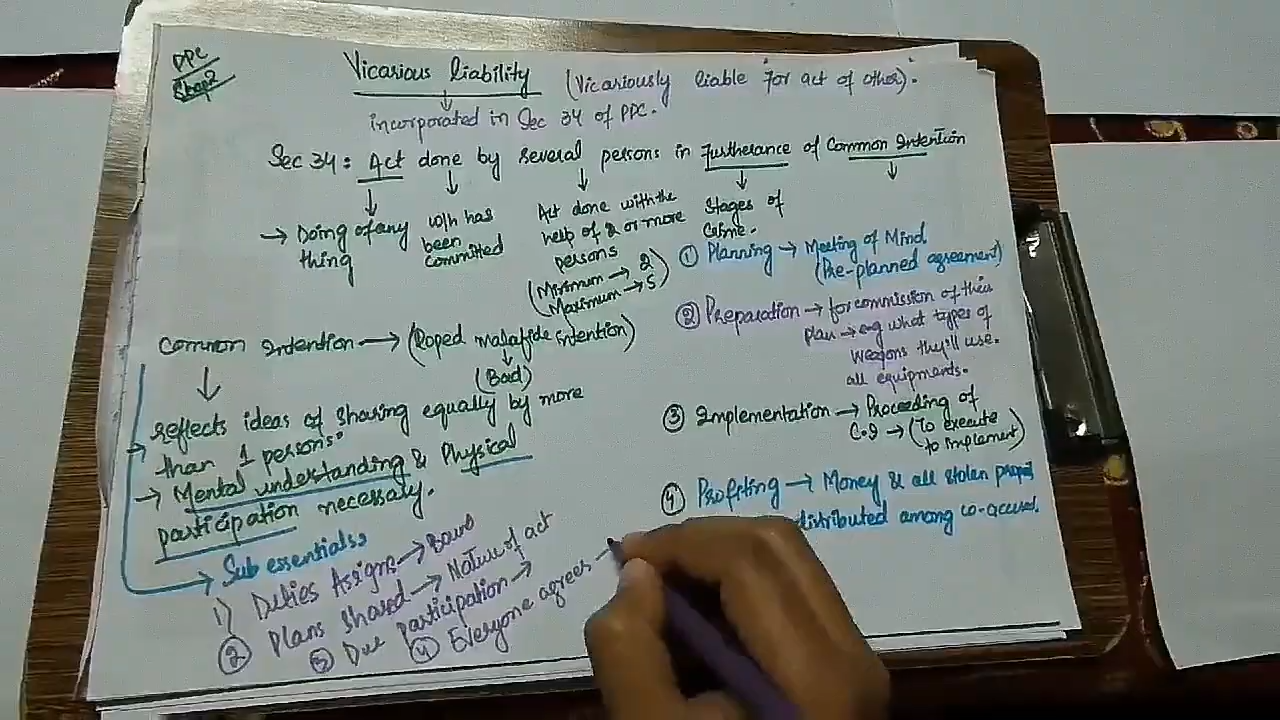 PPC
Vicarious liability (Vicariously liable "for act of other").
incorporated in Sec 34 of PPC.
Sec 34: Act done by several persons in furtherance of Common Intention
→ Doing of any
thing
w/h has
been
committed
Act done with the
help of 2 or more
persons
(Minimum → 2
Maximum → 5)
Stages of
Crime.
① Planning → Meeting of Mind
(Pre-planned agreement)
② Preparation → for commission of their
plan → e.g what types of
weapons they'll use.
all equipments.
③ Implementation → Proceeding of
C.I → (To execute
to implement)
④ Profiting → Money & all stolen
distributed among co-accused.
Common Intention → (Roped malafide intention)
(Bad)
→ reflects ideas of sharing equally by more
than 1 persons"
→ Mental understanding & Physical
participation necessary.
Sub essentials:
1) Duties Assigns →
② Plans shared → Nature of act
③ Due participation →
④ Everyone agrees →